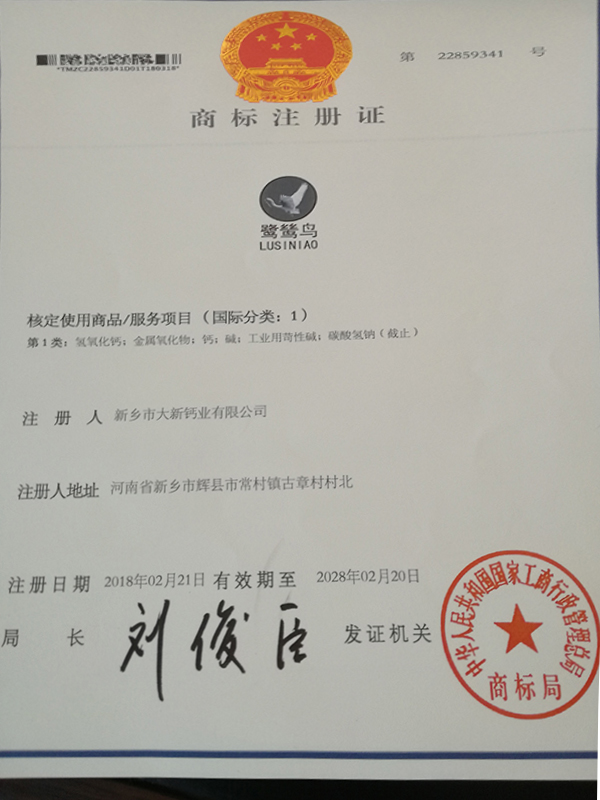 第 22859341 号
*TMZC22859341D01T180318*
商标注册证
鹭鸶鸟
LUSINIAO
核定使用商品/服务项目（国际分类：1）
第1类：氢氧化钙；金属氧化物；钙；碱；工业用苛性碱；碳酸氢钠（截止）
注 册 人 新乡市大新钙业有限公司
注册人地址 河南省新乡市辉县市常村镇古章村村北
注册日期 2018年02月21日 有效期至 2028年02月20日
局 长 刘俊臣 发证机关
中华人民共和国国家工商行政管理总局
商标局